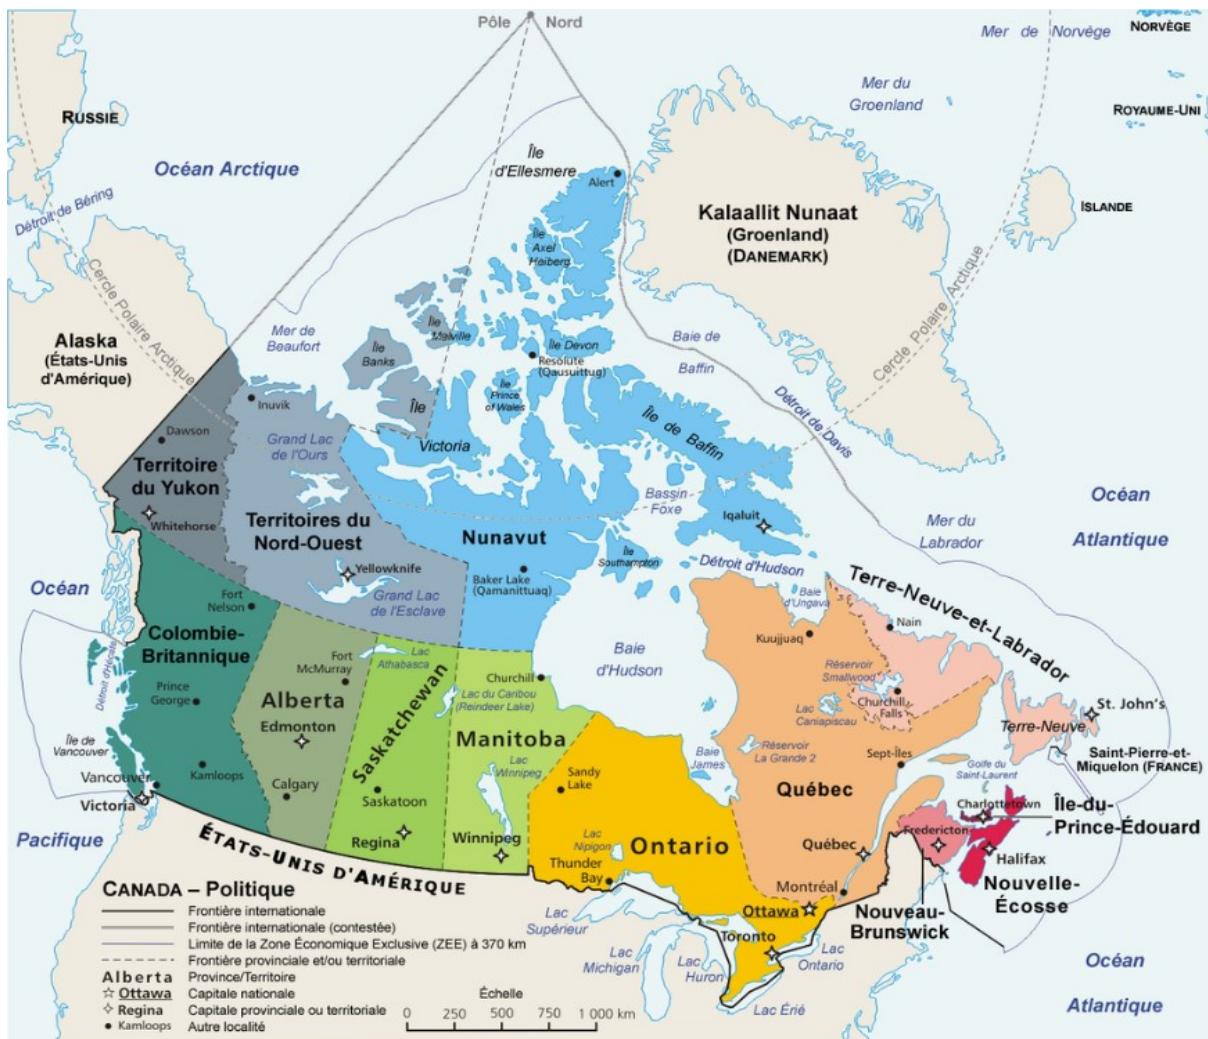 Pôle Nord
Mer de Norvège
NORVÈGE
Mer du
Groenland
ROYAUME-UNI
RUSSIE
Océan Arctique
Île
d'Ellesmere
Alert
Détroit de Béring
Kalaallit Nunaat
(Groenland)
(DANEMARK)
ISLANDE
Île
Axel
Heiberg
Cercle Polaire Arctique
Cercle Polaire Arctique
Mer de
Beaufort
Alaska
(États-Unis
d'Amérique)
Île
Melville
Île
Banks
Île Devon
Resolute
(Qausuittuq)
Baie de
Baffin
Île
Prince
of Wales
Île
Victoria
Île de Baffin
Détroit de Davis
Inuvik
Dawson
Grand Lac
de l'Ours
Territoire
du Yukon
Whitehorse
Territoires du
Nord-Ouest
Yellowknife
Grand Lac
de l'Esclave
Nunavut
Baker Lake
(Qamanittuaq)
Bassin
Foxe
Iqaluit
Île
Southampton
Détroit d'Hudson
Mer du
Labrador
Océan
Atlantique
Océan
Pacifique
Fort
Nelson
Colombie-
Britannique
Détroit d'Hécate
Prince
George
Île de
Vancouver
Vancouver
Victoria
Kamloops
Fort
McMurray
Alberta
Edmonton
Calgary
Lac
Athabasca
Saskatchewan
Saskatoon
Regina
Churchill
Lac du Caribou
(Reindeer Lake)
Manitoba
Lac
Winnipeg
Winnipeg
Baie
d'Hudson
Baie
James
Sandy
Lake
Ontario
Lac
Nipigon
Thunder
Bay
Ottawa
Toronto
Baie
d'Ungava
Kuujjuaq
Nain
Terre-Neuve-et-Labrador
Réservoir
Smallwood
Churchill
Falls
Lac
Caniapiscau
Réservoir
La Grande 2
Sept-Îles
Québec
Québec
Montréal
Terre-Neuve
St. John's
Saint-Pierre-et-
Miquelon (FRANCE)
Golfe du
Saint-Laurent
Charlottetown
Île-du-
Prince-Édouard
Fredericton
Halifax
Nouvelle-
Écosse
Nouveau-
Brunswick
ÉTATS-UNIS D'AMÉRIQUE
Lac
Supérieur
Lac
Michigan
Lac
Huron
Lac
Ontario
Lac Érié
Océan
Atlantique
CANADA – Politique
Frontière internationale
Frontière internationale (contestée)
Limite de la Zone Économique Exclusive (ZEE) à 370 km
Frontière provinciale et/ou territoriale
Alberta Province/Territoire
Ottawa Capitale nationale
Regina Capitale provinciale ou territoriale
Kamloops Autre localité
Échelle
0 250 500 750 1 000 km